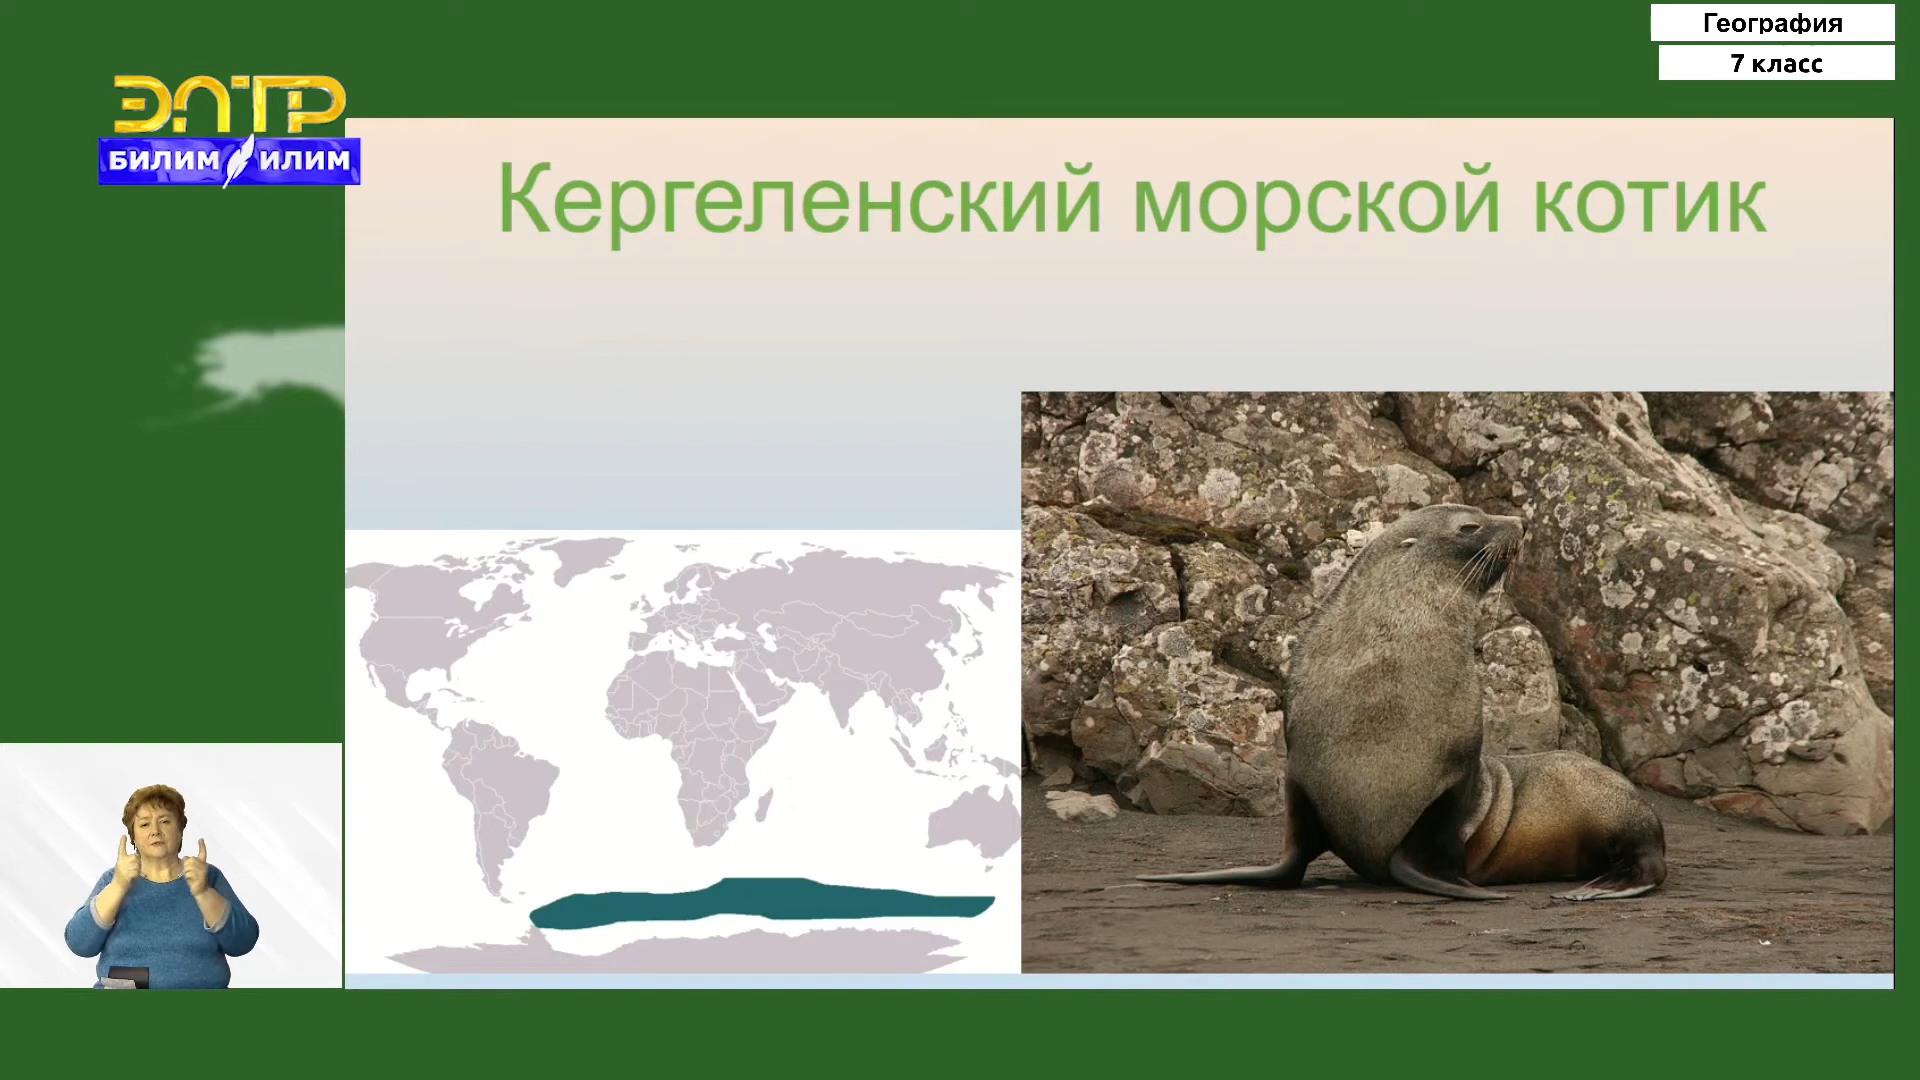 География
7 класс
ЭЛТР
БИЛИМ ИЛИМ
Кергеленский морской котик